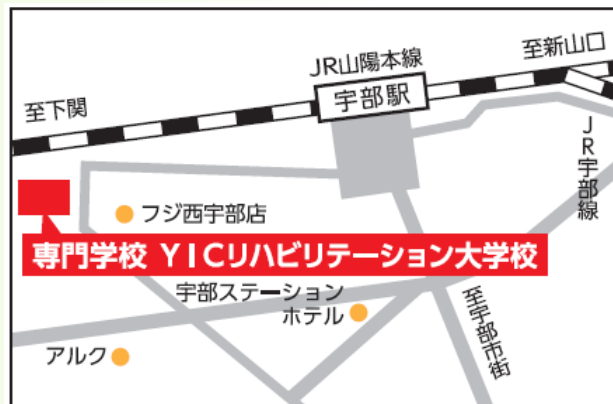 JR山陽本線
至新山口
宇部駅
至下関
JR宇部線
フジ西宇部店
専門学校 YICリハビリテーション大学校
宇部ステーション
ホテル
至宇部市街
アルク